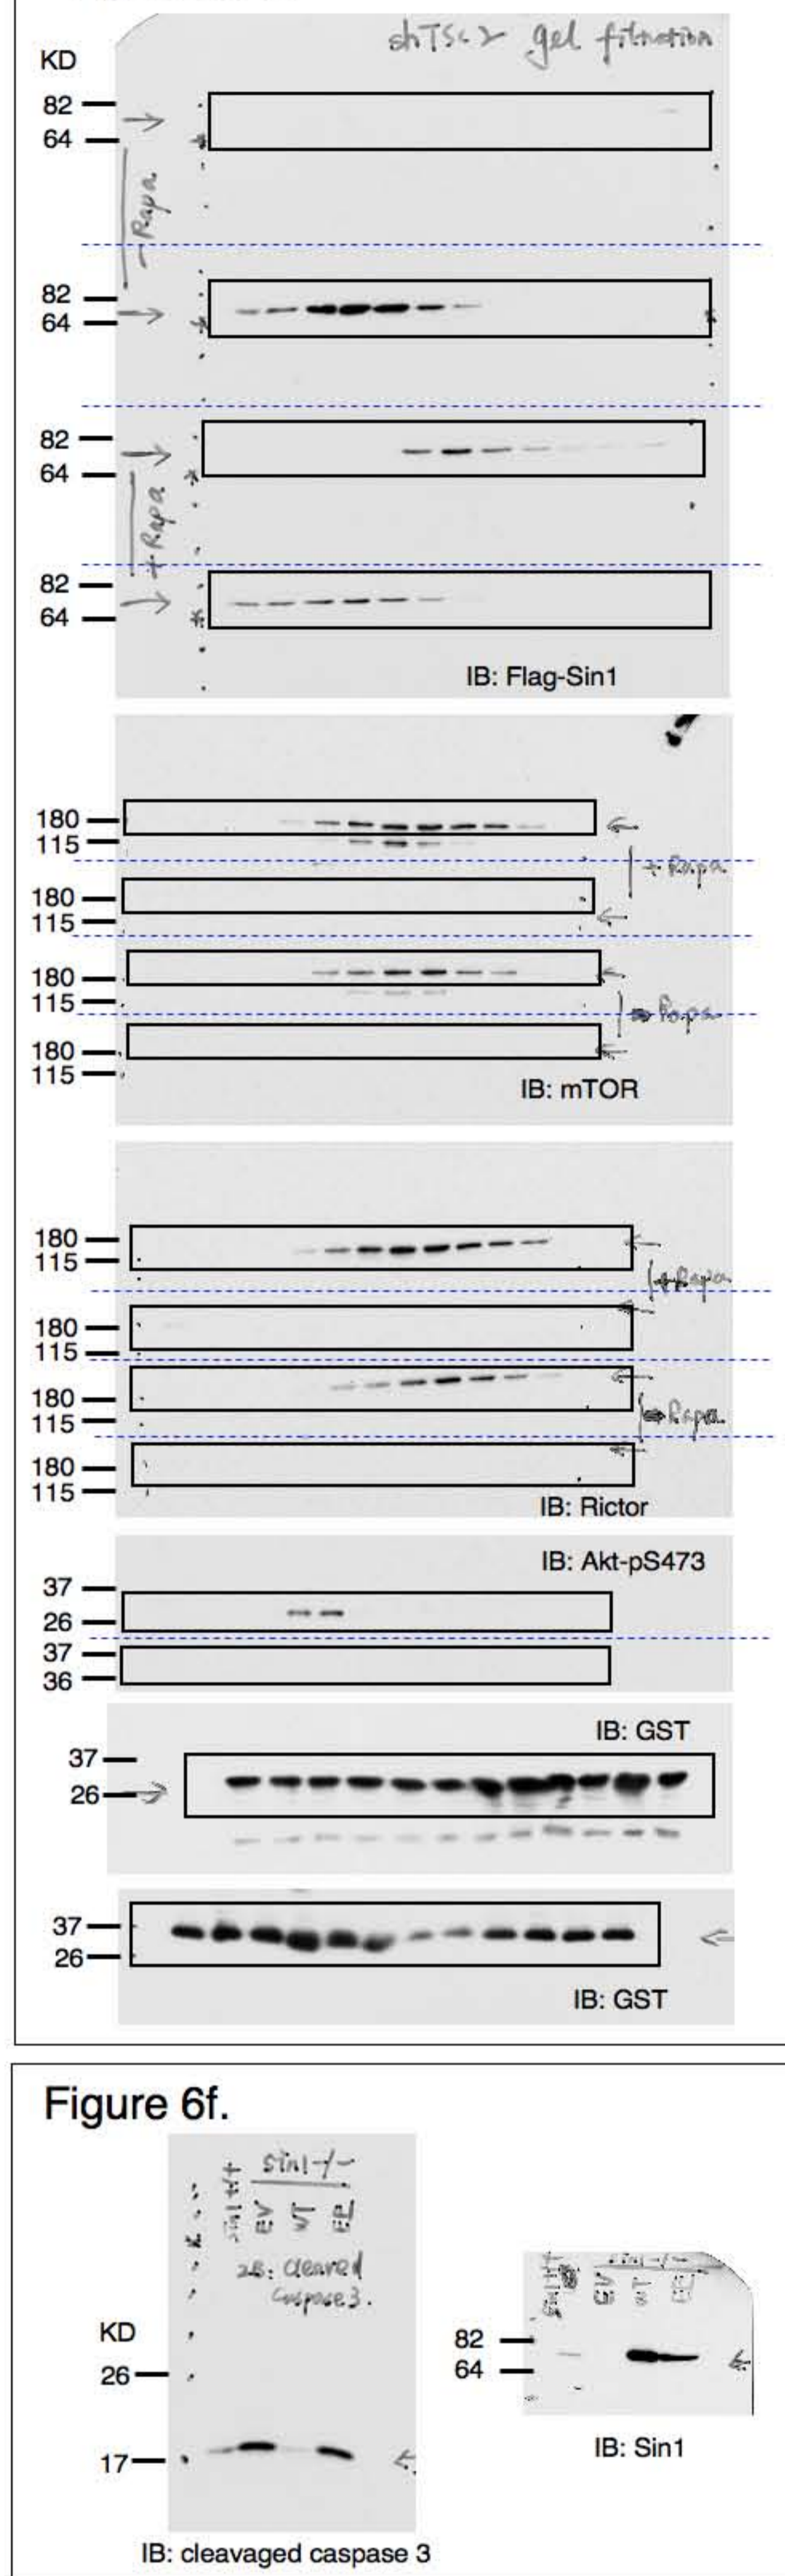 shTSC2 gel filtration
KD
82
64
- Rapa
82
64
82
64
+ Rapa
82
64
IB: Flag-Sin1
180
115
+ Rapa
180
115
180
115
Rapa
180
115
IB: mTOR
180
115
+ Rapa
180
115
180
115
Rapa
180
115
IB: Rictor
IB: Akt-pS473
37
26
37
36
IB: GST
37
26
37
26
IB: GST
Figure 6f.
sin1-/-
sin1+/+ EV WT EE
IB: cleaved
caspase 3.
KD
26
17
IB: cleavaged caspase 3
sin1+/+ EV WT EE
sin1-/-
82
64
IB: Sin1